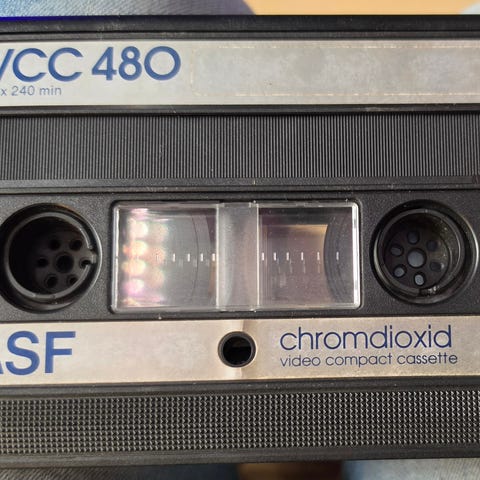 VCC 480
x 240 min
ASF
chromdioxid
video compact cassette